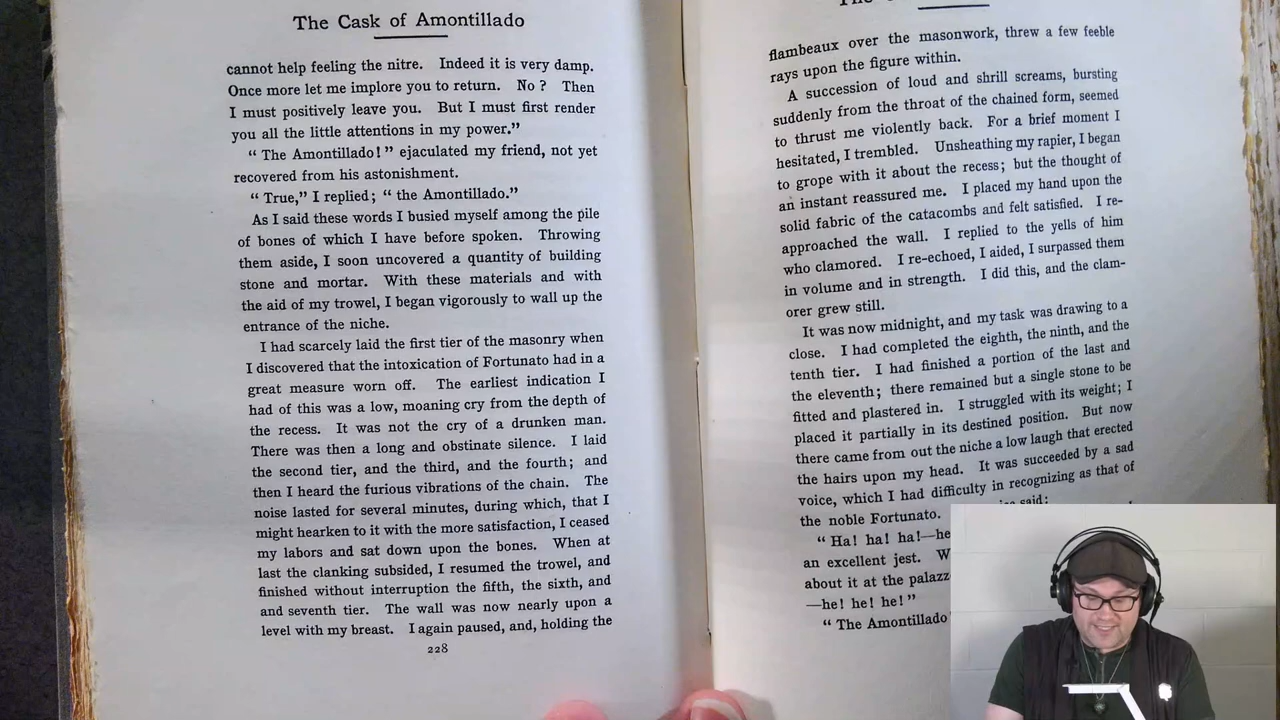 The Cask of Amontillado
cannot help feeling the nitre. Indeed it is very damp.
Once more let me implore you to return. No? Then
I must positively leave you. But I must first render
you all the little attentions in my power.”
“The Amontillado!” ejaculated my friend, not yet
recovered from his astonishment.
“True,” I replied; “the Amontillado.”
As I said these words I busied myself among the pile
of bones of which I have before spoken. Throwing
them aside, I soon uncovered a quantity of building
stone and mortar. With these materials and with
the aid of my trowel, I began vigorously to wall up the
entrance of the niche.
I had scarcely laid the first tier of the masonry when
I discovered that the intoxication of Fortunato had in a
great measure worn off. The earliest indication I
had of this was a low, moaning cry from the depth of
the recess. It was not the cry of a drunken man.
There was then a long and obstinate silence. I laid
the second tier, and the third, and the fourth; and
then I heard the furious vibrations of the chain. The
noise lasted for several minutes, during which, that I
might hearken to it with the more satisfaction, I ceased
my labors and sat down upon the bones. When at
last the clanking subsided, I resumed the trowel, and
finished without interruption the fifth, the sixth, and
and seventh tier. The wall was now nearly upon a
level with my breast. I again paused, and, holding the
228
flambeaux over the masonwork, threw a few feeble
rays upon the figure within.
A succession of loud and shrill screams, bursting
suddenly from the throat of the chained form, seemed
to thrust me violently back. For a brief moment I
hesitated, I trembled. Unsheathing my rapier, I began
to grope with it about the recess; but the thought of
an instant reassured me. I placed my hand upon the
solid fabric of the catacombs and felt satisfied. I re-
approached the wall. I replied to the yells of him
who clamored. I re-echoed, I aided, I surpassed them
in volume and in strength. I did this, and the clam-
orer grew still.
It was now midnight, and my task was drawing to a
close. I had completed the eighth, the ninth, and the
tenth tier. I had finished a portion of the last and
the eleventh; there remained but a single stone to be
fitted and plastered in. I struggled with its weight; I
placed it partially in its destined position. But now
there came from out the niche a low laugh that erected
the hairs upon my head. It was succeeded by a sad
voice, which I had difficulty in recognizing as that of
the noble Fortunato. said:
“Ha! ha! ha!—he
an excellent jest.
about it at the
—he! he! he!”
“The Amontillado